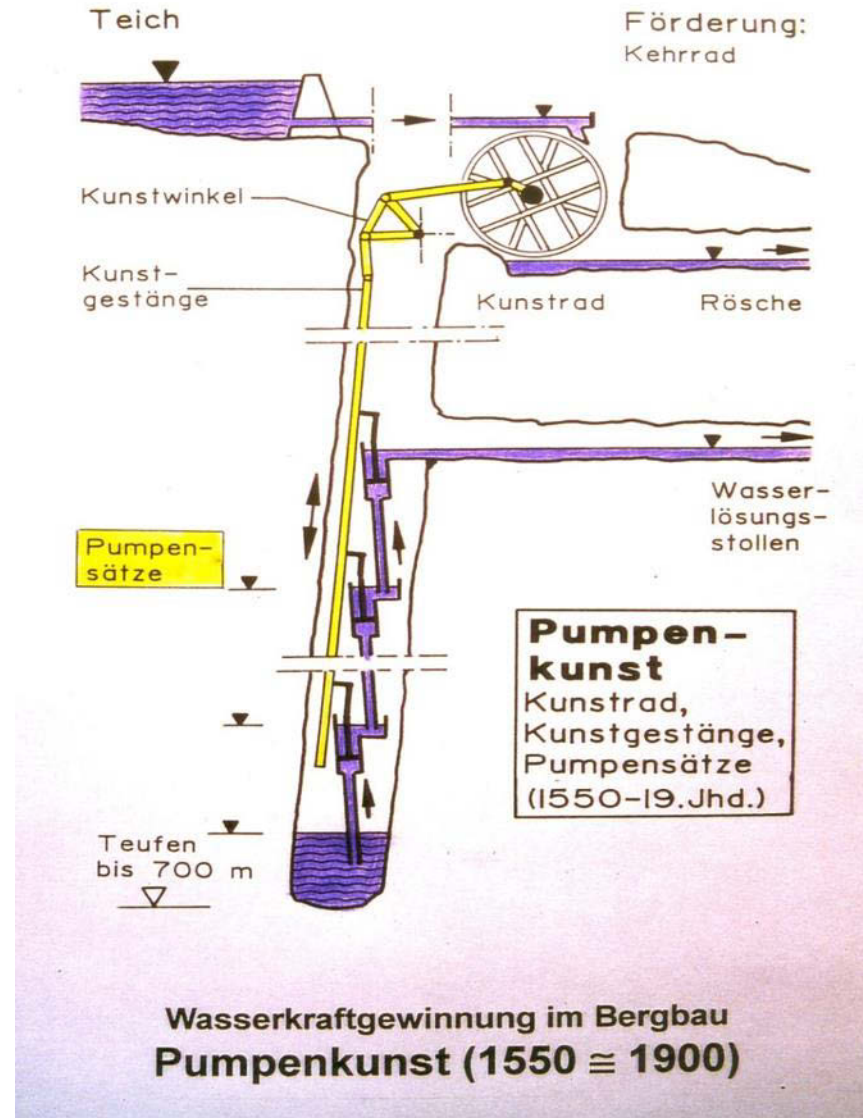 Teich
Förderung:
Kehrrad
Kunstwinkel
Kunst-
gestänge
Kunstrad
Rösche
Wasser-
lösungs-
stollen
Pumpen-
sätze
Pumpen-
kunst
Kunstrad,
Kunstgestänge,
Pumpensätze
(1550-19.Jhd.)
Teufen
bis 700 m
Wasserkraftgewinnung im Bergbau
Pumpenkunst (1550 ≅ 1900)